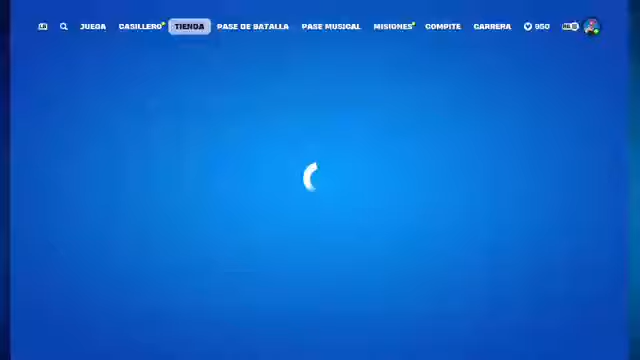 JUEGA CASILLERO TIENDA PASE DE BATALLA PASE MUSICAL MISIONES COMPITE CARRERA 950